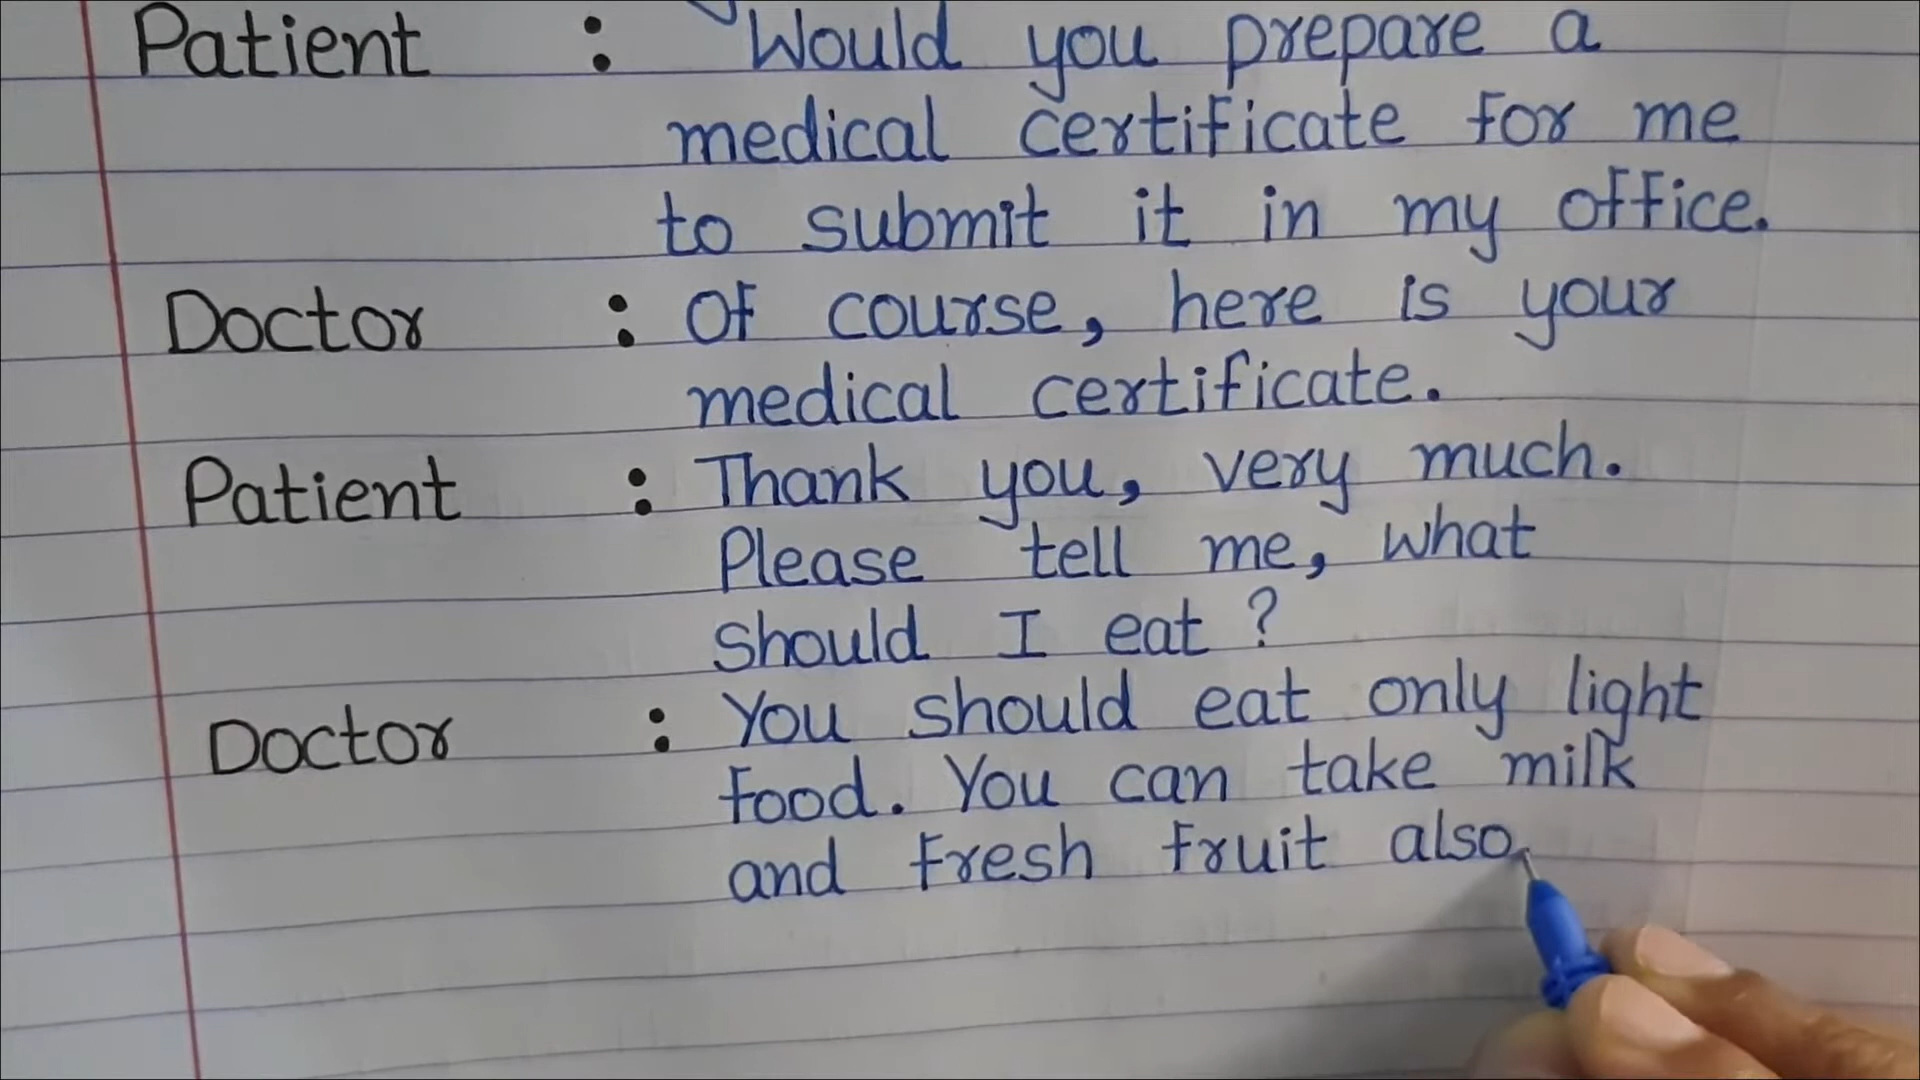 Patient : Would you prepare a
medical certificate for me
to submit it in my office.
Doctor : Of course, here is your
medical certificate.
Patient : Thank you, very much.
Please tell me, what
should I eat ?
Doctor : You should eat only light
food. You can take milk
and fresh fruit also.